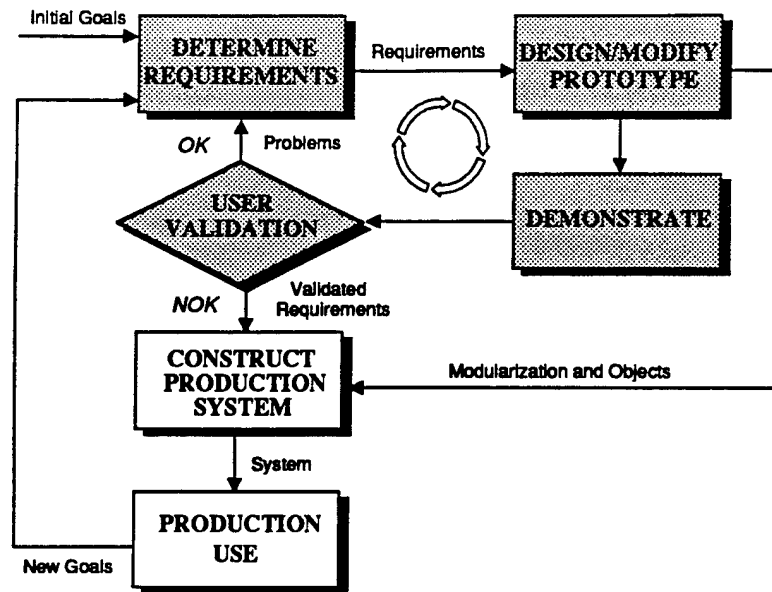 Initial Goals
DETERMINE
REQUIREMENTS
Requirements
DESIGN/MODIFY
PROTOTYPE
OK
Problems
USER
VALIDATION
DEMONSTRATE
NOK
Validated
Requirements
CONSTRUCT
PRODUCTION
SYSTEM
Modularization and Objects
System
PRODUCTION
USE
New Goals